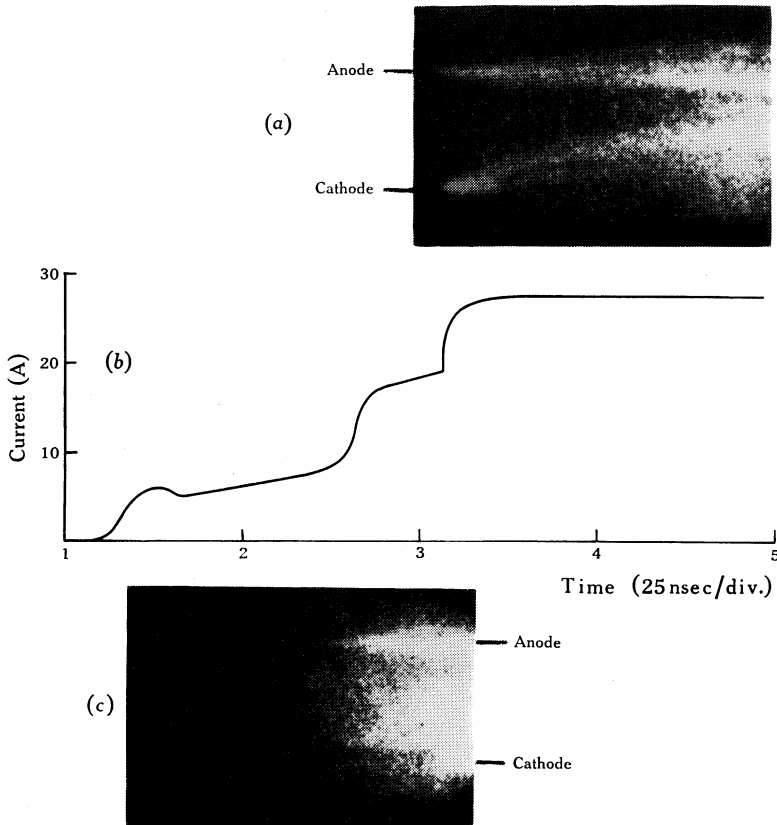 Anode
(a)
Cathode
30
20
(b)
Current (A)
10
1 2 3 4 5
Time (25nsec/div.)
Anode
(c)
Cathode